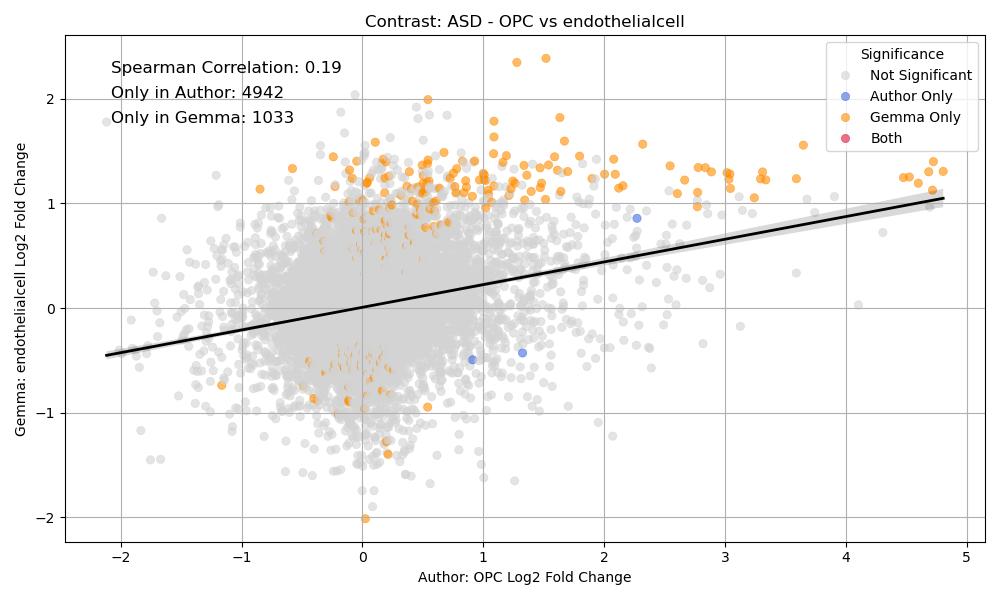 Contrast: ASD - OPC vs endothelialcell
Spearman Correlation: 0.19
Only in Author: 4942
Only in Gemma: 1033
Significance
Not Significant
Author Only
Gemma Only
Both
Gemma: endothelialcell Log2 Fold Change
2
1
0
−1
−2
−2
−1
0
1
2
3
4
5
Author: OPC Log2 Fold Change